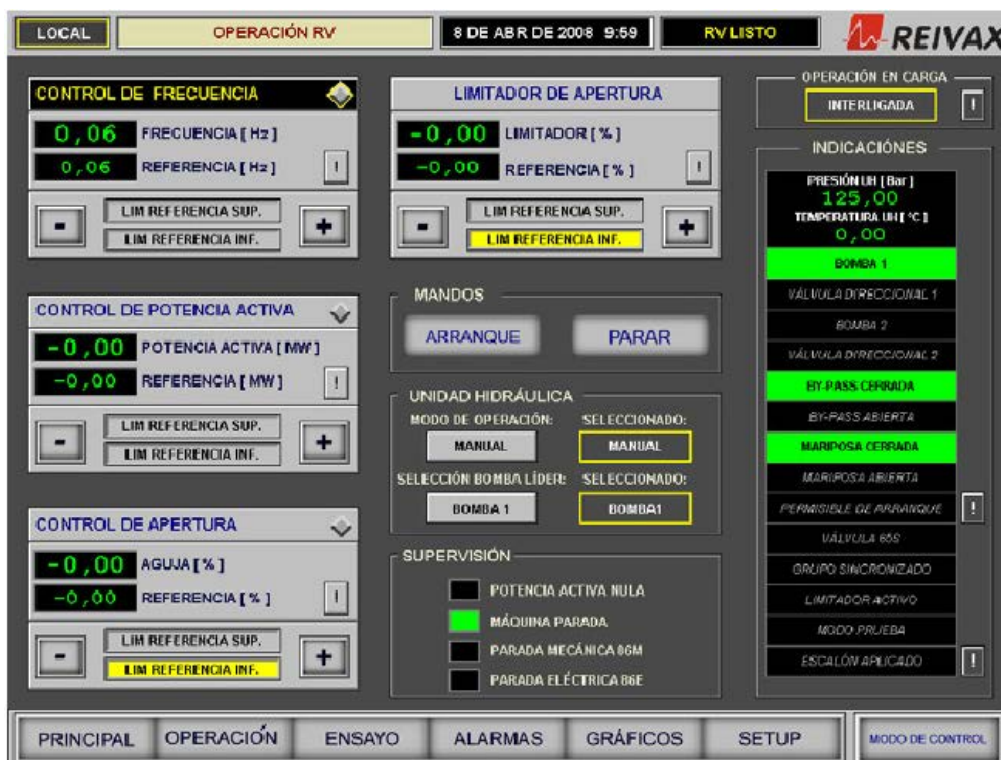 LOCAL
OPERACIÓN RV
8 DE ABR DE 2008 9:59
RV LISTO
REIVAX
CONTROL DE FRECUENCIA
0,06 FRECUENCIA [ Hz ]
0,06 REFERENCIA [ Hz ] !
- LIM REFERENCIA SUP. +
LIM REFERENCIA INF.
CONTROL DE POTENCIA ACTIVA
-0,00 POTENCIA ACTIVA [ MW ]
-0,00 REFERENCIA [ MW ] !
- LIM REFERENCIA SUP. +
LIM REFERENCIA INF.
CONTROL DE APERTURA
-0,00 AGUJA [ % ]
-0,00 REFERENCIA [ % ] !
- LIM REFERENCIA SUP. +
LIM REFERENCIA INF.
LIMITADOR DE APERTURA
-0,00 LIMITADOR [ % ]
-0,00 REFERENCIA [ % ] !
- LIM REFERENCIA SUP. +
LIM REFERENCIA INF.
MANDOS
ARRANQUE PARAR
UNIDAD HIDRÁULICA
MODO DE OPERACIÓN: SELECCIONADO:
MANUAL MANUAL
SELECCIÓN BOMBA LÍDER: SELECCIONADO:
BOMBA 1 BOMBA1
SUPERVISIÓN
POTENCIA ACTIVA NULA
MÁQUINA PARADA
PARADA MECÁNICA 86M
PARADA ELÉCTRICA 86E
OPERACIÓN EN CARGA
INTERLIGADA !
INDICACIÓNES
PRESIÓN UH [ Bar ]
125,00
TEMPERATURA UH [ °C ]
0,00
BOMBA 1
VÁLVULA DIRECCIONAL 1
BOMBA 2
VÁLVULA DIRECCIONAL 2
BY-PASS CERRADA
BY-PASS ABIERTA
MARIPOSA CERRADA
MARIPOSA ABIERTA
PERMISIBLE DE ARRANQUE !
VÁLVULA 65S
GRUPO SINCRONIZADO
LIMITADOR ACTIVO
MODO PRUEBA
ESCALÓN APLICADO !
PRINCIPAL OPERACIÓN ENSAYO ALARMAS GRÁFICOS SETUP MODO DE CONTROL